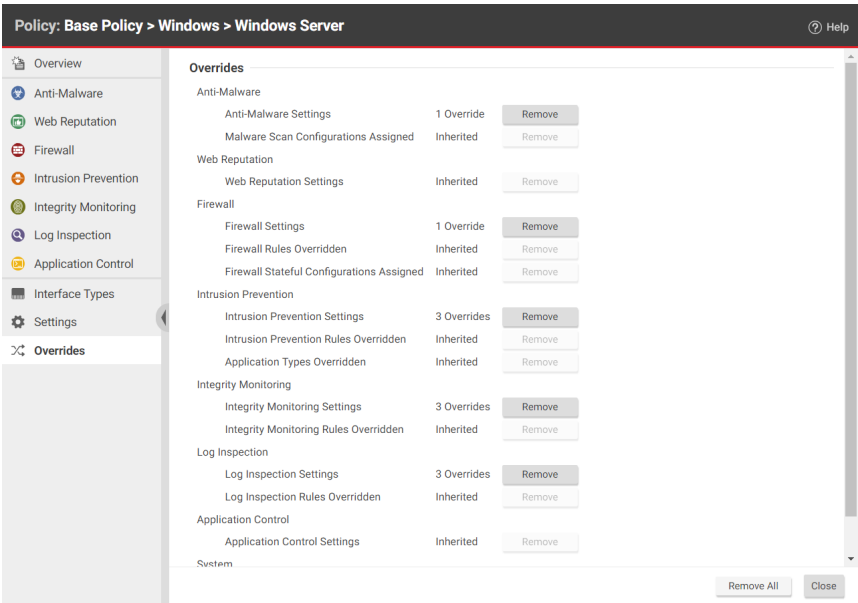 Policy: Base Policy > Windows > Windows Server
Help
Overview
Anti-Malware
Web Reputation
Firewall
Intrusion Prevention
Integrity Monitoring
Log Inspection
Application Control
Interface Types
Settings
Overrides
Overrides
Anti-Malware
Anti-Malware Settings 1 Override Remove
Malware Scan Configurations Assigned Inherited Remove
Web Reputation
Web Reputation Settings Inherited Remove
Firewall
Firewall Settings 1 Override Remove
Firewall Rules Overridden Inherited Remove
Firewall Stateful Configurations Assigned Inherited Remove
Intrusion Prevention
Intrusion Prevention Settings 3 Overrides Remove
Intrusion Prevention Rules Overridden Inherited Remove
Application Types Overridden Inherited Remove
Integrity Monitoring
Integrity Monitoring Settings 3 Overrides Remove
Integrity Monitoring Rules Overridden Inherited Remove
Log Inspection
Log Inspection Settings 3 Overrides Remove
Log Inspection Rules Overridden Inherited Remove
Application Control
Application Control Settings Inherited Remove
System
Remove All Close